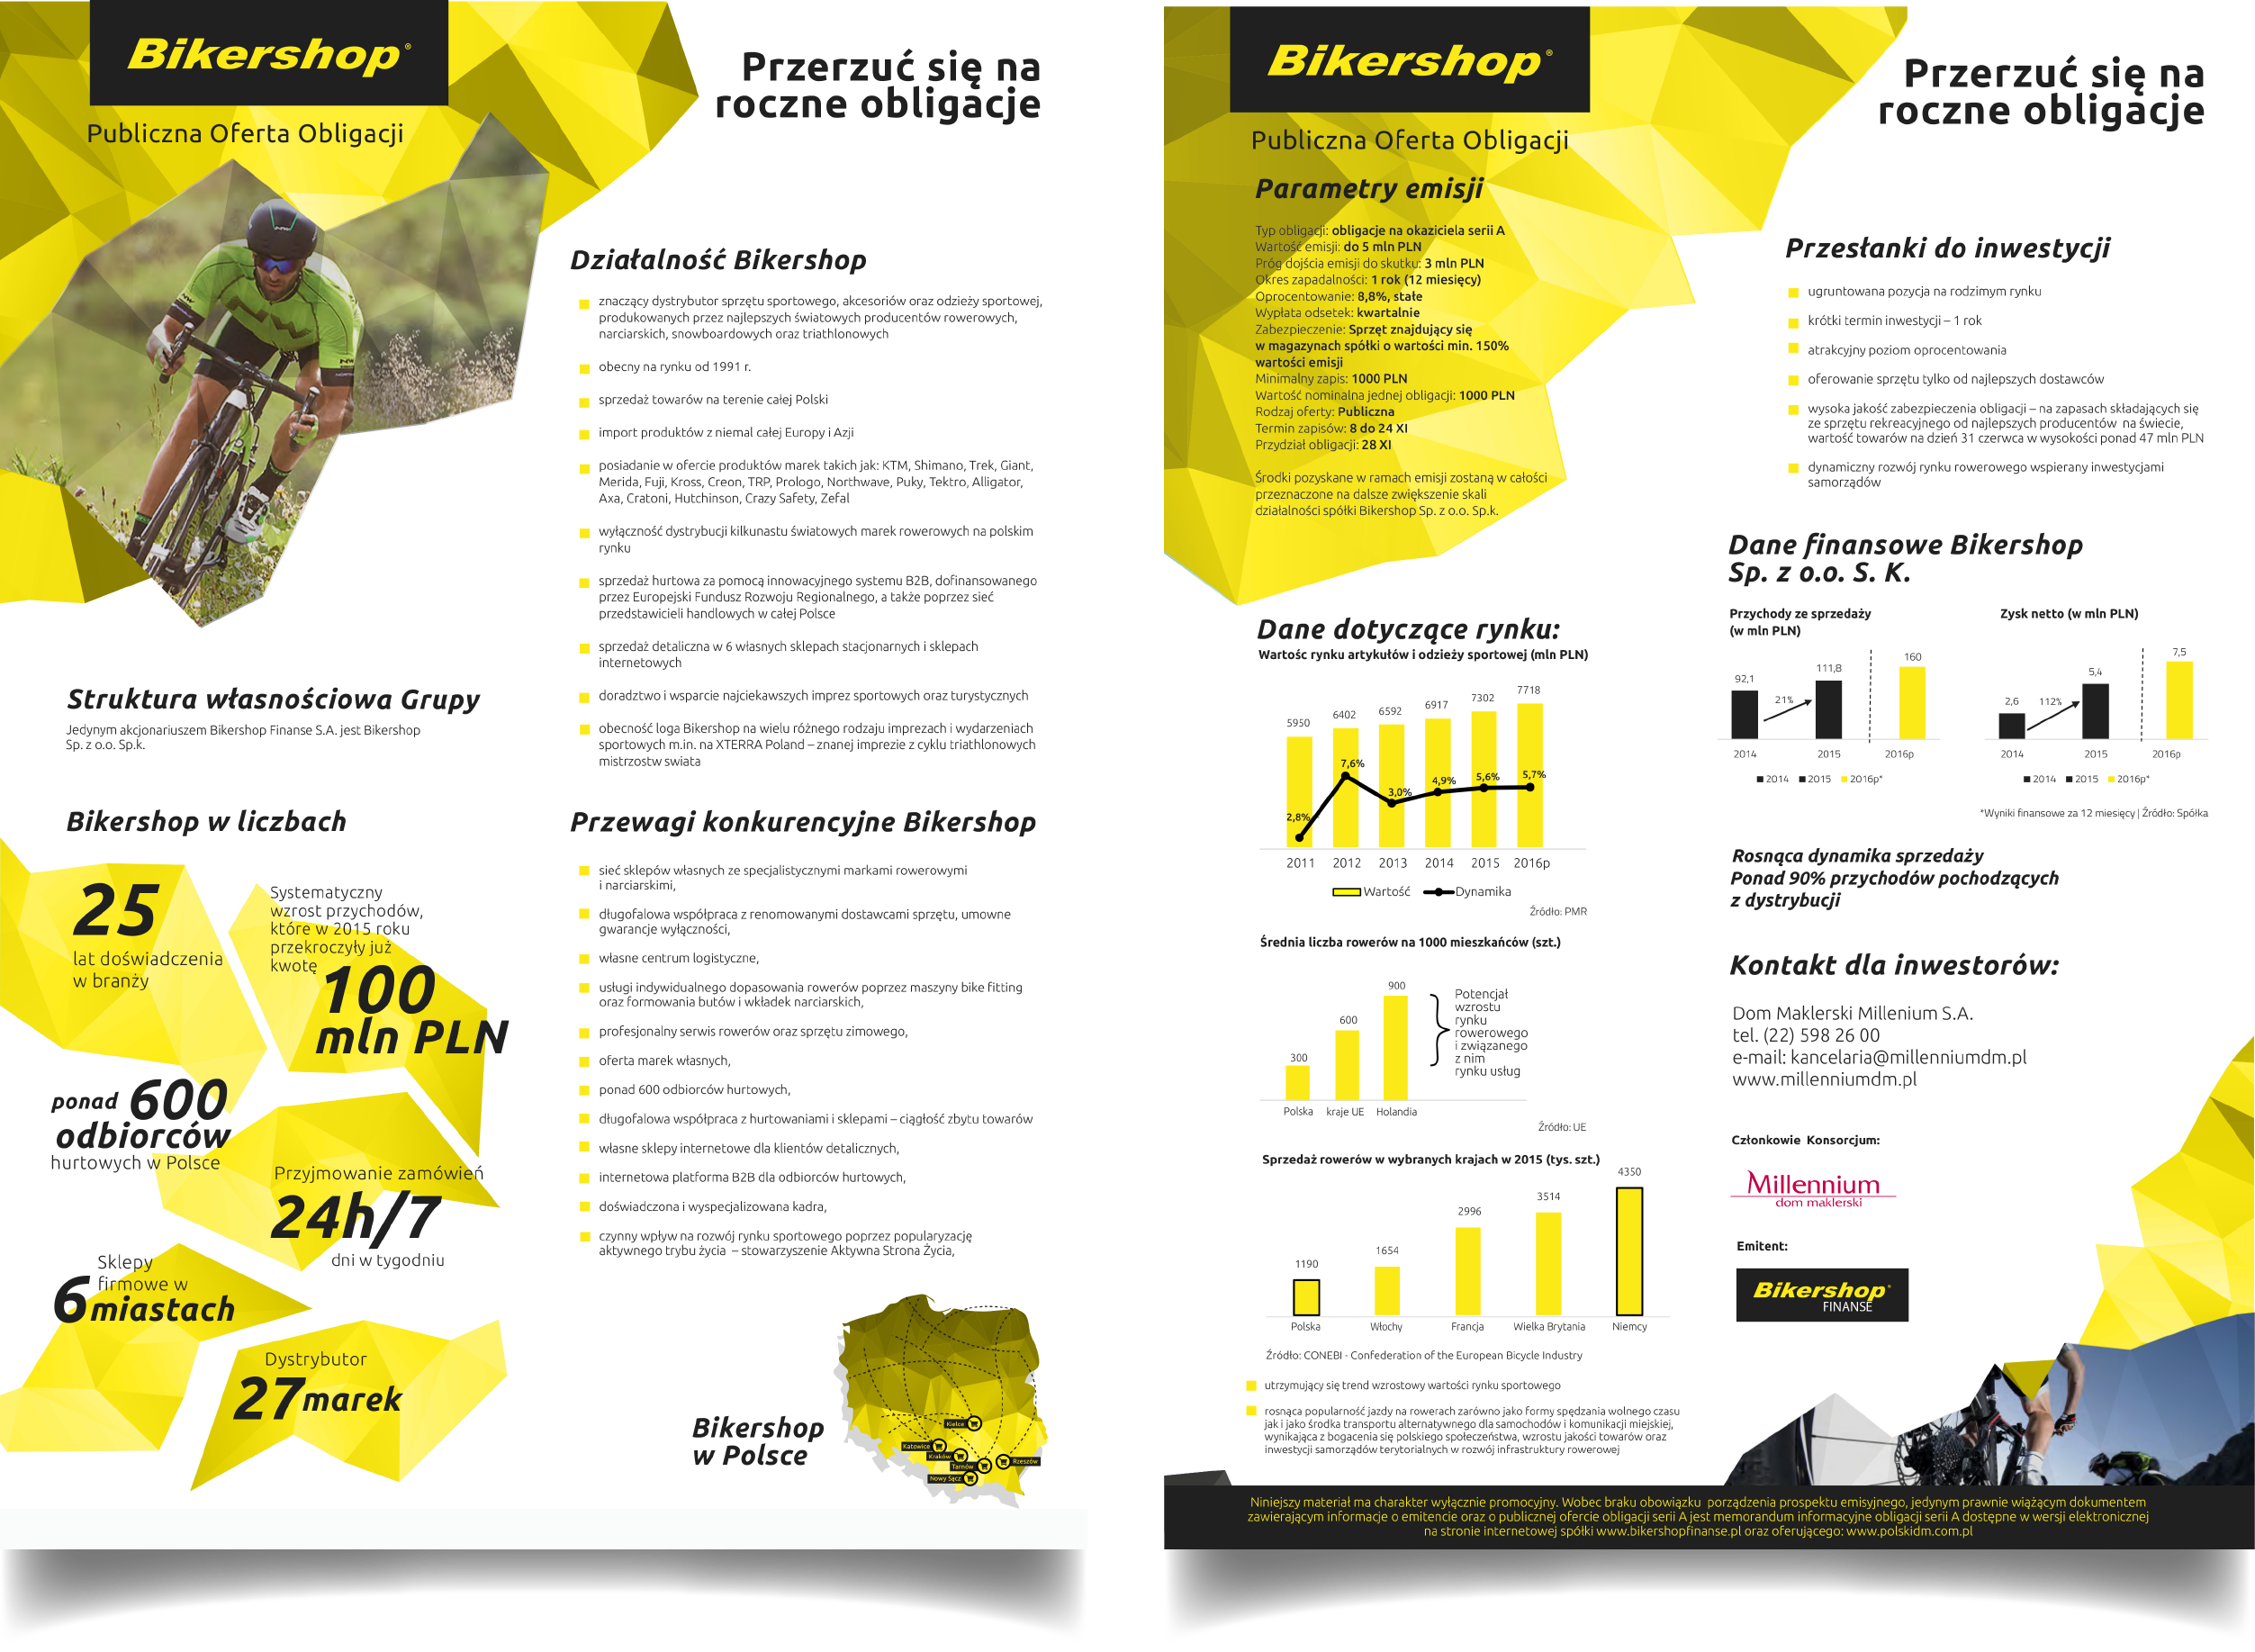 Bikershop®
Publiczna Oferta Obligacji
Przerzuć się na
roczne obligacje
Działalność Bikershop
znaczący dystrybutor sprzętu sportowego, akcesoriów oraz odzieży sportowej,
produkowanych przez najlepszych światowych producentów rowerowych,
narciarskich, snowboardowych oraz triathlonowych
obecny na rynku od 1991 r.
sprzedaż towarów na terenie całej Polski
import produktów z niemal całej Europy i Azji
posiadanie w ofercie produktów marek takich jak: KTM, Shimano, Trek, Giant,
Merida, Fuji, Kross, Creon, TRP, Prologo, Northwave, Puky, Tektro, Alligator,
Axa, Cratoni, Hutchinson, Crazy Safety, Zefal
wyłączność dystrybucji kilkunastu światowych marek rowerowych na polskim
rynku
sprzedaż hurtowa za pomocą innowacyjnego systemu B2B, dofinansowanego
przez Europejski Fundusz Rozwoju Regionalnego, a także poprzez sieć
przedstawicieli handlowych w całej Polsce
sprzedaż detaliczna w 6 własnych sklepach stacjonarnych i sklepach
internetowych
doradztwo i wsparcie najciekawszych imprez sportowych oraz turystycznych
obecność loga Bikershop na wielu różnego rodzaju imprezach i wydarzeniach
sportowych m.in. na XTERRA Poland – znanej imprezie z cyklu triathlonowych
mistrzostw swiata
Struktura własnościowa Grupy
Jedynym akcjonariuszem Bikershop Finanse S.A. jest Bikershop
Sp. z o.o. Sp.k.
Bikershop w liczbach
25
lat doświadczenia
w branży
Systematyczny
wzrost przychodów,
które w 2015 roku
przekroczyły już
kwotę
100
mln PLN
ponad 600
odbiorców
hurtowych w Polsce
Przyjmowanie zamówień
24h/7
dni w tygodniu
Sklepy
firmowe w
6 miastach
Dystrybutor
27 marek
Przewagi konkurencyjne Bikershop
sieć sklepów własnych ze specjalistycznymi markami rowerowymi
i narciarskimi,
długofalowa współpraca z renomowanymi dostawcami sprzętu, umowne
gwarancje wyłączności,
własne centrum logistyczne,
usługi indywidualnego dopasowania rowerów poprzez maszyny bike fitting
oraz formowania butów i wkładek narciarskich,
profesjonalny serwis rowerów oraz sprzętu zimowego,
oferta marek własnych,
ponad 600 odbiorców hurtowych,
długofalowa współpraca z hurtowaniami i sklepami – ciągłość zbytu towarów
własne sklepy internetowe dla klientów detalicznych,
internetowa platforma B2B dla odbiorców hurtowych,
doświadczona i wyspecjalizowana kadra,
czynny wpływ na rozwój rynku sportowego poprzez popularyzację
aktywnego trybu życia – stowarzyszenie Aktywna Strona Życia,
Bikershop
w Polsce
Kielce
Katowice
Kraków
Tarnów
Rzeszów
Nowy Sącz
Bikershop®
Publiczna Oferta Obligacji
Przerzuć się na
roczne obligacje
Parametry emisji
Typ obligacji: obligacje na okaziciela serii A
Wartość emisji: do 5 mln PLN
Próg dojścia emisji do skutku: 3 mln PLN
Okres zapadalności: 1 rok (12 miesięcy)
Oprocentowanie: 8,8%, stałe
Wypłata odsetek: kwartalnie
Zabezpieczenie: Sprzęt znajdujący się
w magazynach spółki o wartości min. 150%
wartości emisji
Minimalny zapis: 1000 PLN
Wartość nominalna jednej obligacji: 1000 PLN
Rodzaj oferty: Publiczna
Termin zapisów: 8 do 24 XI
Przydział obligacji: 28 XI
Środki pozyskane w ramach emisji zostaną w całości
przeznaczone na dalsze zwiększenie skali
działalności spółki Bikershop Sp. z o.o. Sp.k.
Przesłanki do inwestycji
ugruntowana pozycja na rodzimym rynku
krótki termin inwestycji – 1 rok
atrakcyjny poziom oprocentowania
oferowanie sprzętu tylko od najlepszych dostawców
wysoka jakość zabezpieczenia obligacji – na zapasach składających się
ze sprzętu rekreacyjnego od najlepszych producentów na świecie,
wartość towarów na dzień 31 czerwca w wysokości ponad 47 mln PLN
dynamiczny rozwój rynku rowerowego wspierany inwestycjami
samorządów
Dane finansowe Bikershop
Sp. z o.o. S. K.
Przychody ze sprzedaży
(w mln PLN)
92,1
21%
111,8
160
2014 2015 2016p
2014 2015 2016p*
Zysk netto (w mln PLN)
2,6
112%
5,4
7,5
2014 2015 2016p
2014 2015 2016p*
*Wyniki finansowe za 12 miesięcy | Źródło: Spółka
Rosnąca dynamika sprzedaży
Ponad 90% przychodów pochodzących
z dystrybucji
Dane dotyczące rynku:
Wartośc rynku artykułów i odzieży sportowej (mln PLN)
5950 6402 6592 6917 7302 7718
2,8% 7,6% 3,0% 4,9% 5,6% 5,7%
2011 2012 2013 2014 2015 2016p
Wartość Dynamika
Źródło: PMR
Średnia liczba rowerów na 1000 mieszkańców (szt.)
300 600 900
Polska kraje UE Holandia
Potencjał
wzrostu
rynku
rowerowego
i związanego
z nim
rynku usług
Źródło: UE
Sprzedaż rowerów w wybranych krajach w 2015 (tys. szt.)
1190 1654 2996 3514 4350
Polska Włochy Francja Wielka Brytania Niemcy
Źródło: CONEBI - Confederation of the European Bicycle Industry
utrzymujący się trend wzrostowy wartości rynku sportowego
rosnąca popularność jazdy na rowerach zarówno jako formy spędzania wolnego czasu
jak i jako środka transportu alternatywnego dla samochodów i komunikacji miejskiej,
wynikająca z bogacenia się polskiego społeczeństwa, wzrostu jakości towarów oraz
inwestycji samorządów terytorialnych w rozwój infrastruktury rowerowej
Kontakt dla inwestorów:
Dom Maklerski Millenium S.A.
tel. (22) 598 26 00
e-mail: kancelaria@millenniumdm.pl
www.millenniumdm.pl
Członkowie Konsorcjum:
Millennium
dom maklerski
Emitent:
Bikershop®
FINANSE
Niniejszy materiał ma charakter wyłącznie promocyjny. Wobec braku obowiązku porządzenia prospektu emisyjnego, jedynym prawnie wiążącym dokumentem
zawierającym informacje o emitencie oraz o publicznej ofercie obligacji serii A jest memorandum informacyjne obligacji serii A dostępne w wersji elektronicznej
na stronie internetowej spółki www.bikershopfinanse.pl oraz oferującego: www.polskidm.com.pl